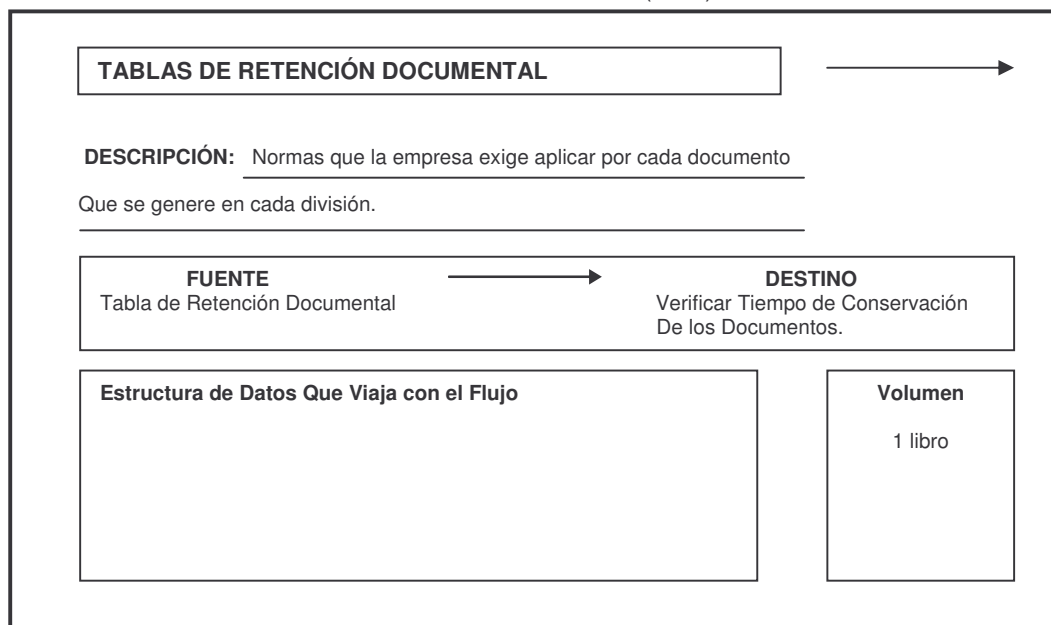 TABLAS DE RETENCIÓN DOCUMENTAL
DESCRIPCIÓN: Normas que la empresa exige aplicar por cada documento
Que se genere en cada división.
FUENTE DESTINO
Tabla de Retención Documental Verificar Tiempo de Conservación
De los Documentos.
Estructura de Datos Que Viaja con el Flujo Volumen
1 libro